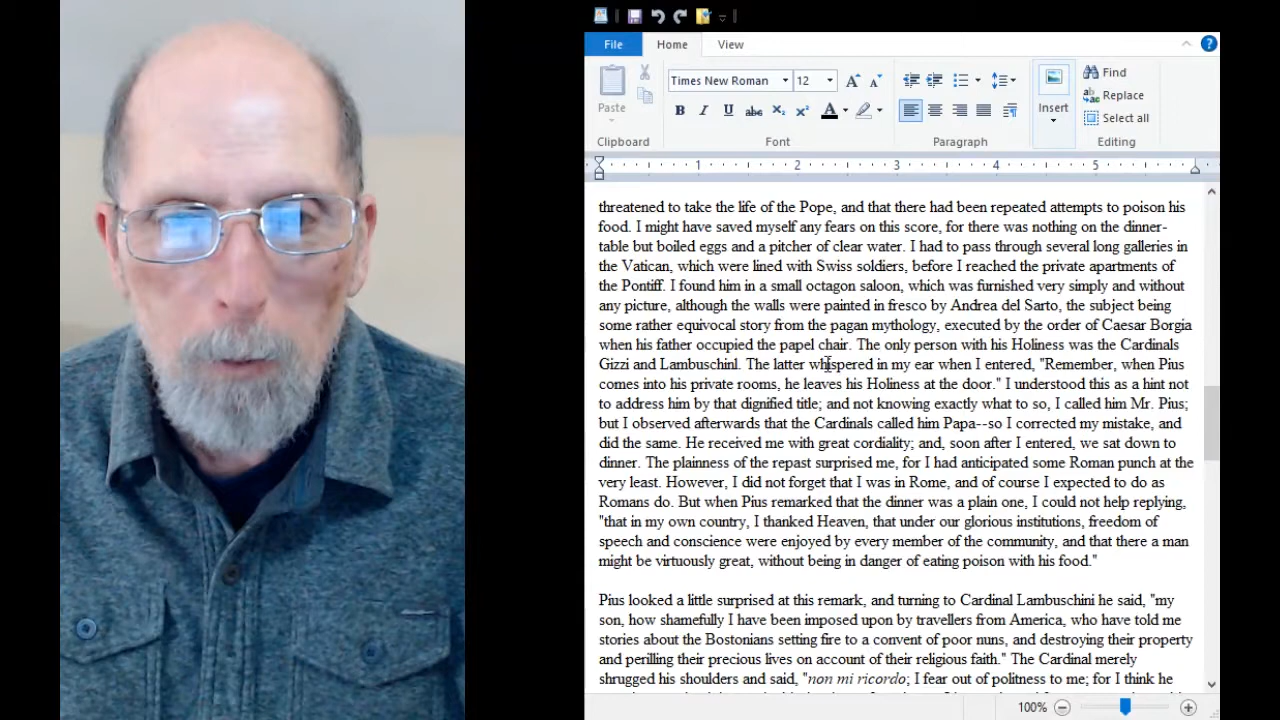 File
Home
View
Times New Roman
12
Find
Replace
Select all
Paste
Insert
B I U abc X₂ X² A
Clipboard
Font
Paragraph
Editing
1 2 3 4 5
threatened to take the life of the Pope, and that there had been repeated attempts to poison his
food. I might have saved myself any fears on this score, for there was nothing on the dinner-
table but boiled eggs and a pitcher of clear water. I had to pass through several long galleries in
the Vatican, which were lined with Swiss soldiers, before I reached the private apartments of
the Pontiff. I found him in a small octagon saloon, which was furnished very simply and without
any picture, although the walls were painted in fresco by Andrea del Sarto, the subject being
some rather equivocal story from the pagan mythology, executed by the order of Caesar Borgia
when his father occupied the papel chair. The only person with his Holiness was the Cardinals
Gizzi and Lambuschinl. The latter whispered in my ear when I entered, "Remember, when Pius
comes into his private rooms, he leaves his Holiness at the door." I understood this as a hint not
to address him by that dignified title; and not knowing exactly what to so, I called him Mr. Pius;
but I observed afterwards that the Cardinals called him Papa--so I corrected my mistake, and
did the same. He received me with great cordiality; and, soon after I entered, we sat down to
dinner. The plainness of the repast surprised me, for I had anticipated some Roman punch at the
very least. However, I did not forget that I was in Rome, and of course I expected to do as
Romans do. But when Pius remarked that the dinner was a plain one, I could not help replying,
"that in my own country, I thanked Heaven, that under our glorious institutions, freedom of
speech and conscience were enjoyed by every member of the community, and that there a man
might be virtuously great, without being in danger of eating poison with his food."
Pius looked a little surprised at this remark, and turning to Cardinal Lambuschini he said, "my
son, how shamefully I have been imposed upon by travellers from America, who have told me
stories about the Bostonians setting fire to a convent of poor nuns, and destroying their property
and perilling their precious lives on account of their religious faith." The Cardinal merely
shrugged his shoulders and said, "non mi ricordo; I fear out of politness to me; for I think he
100%